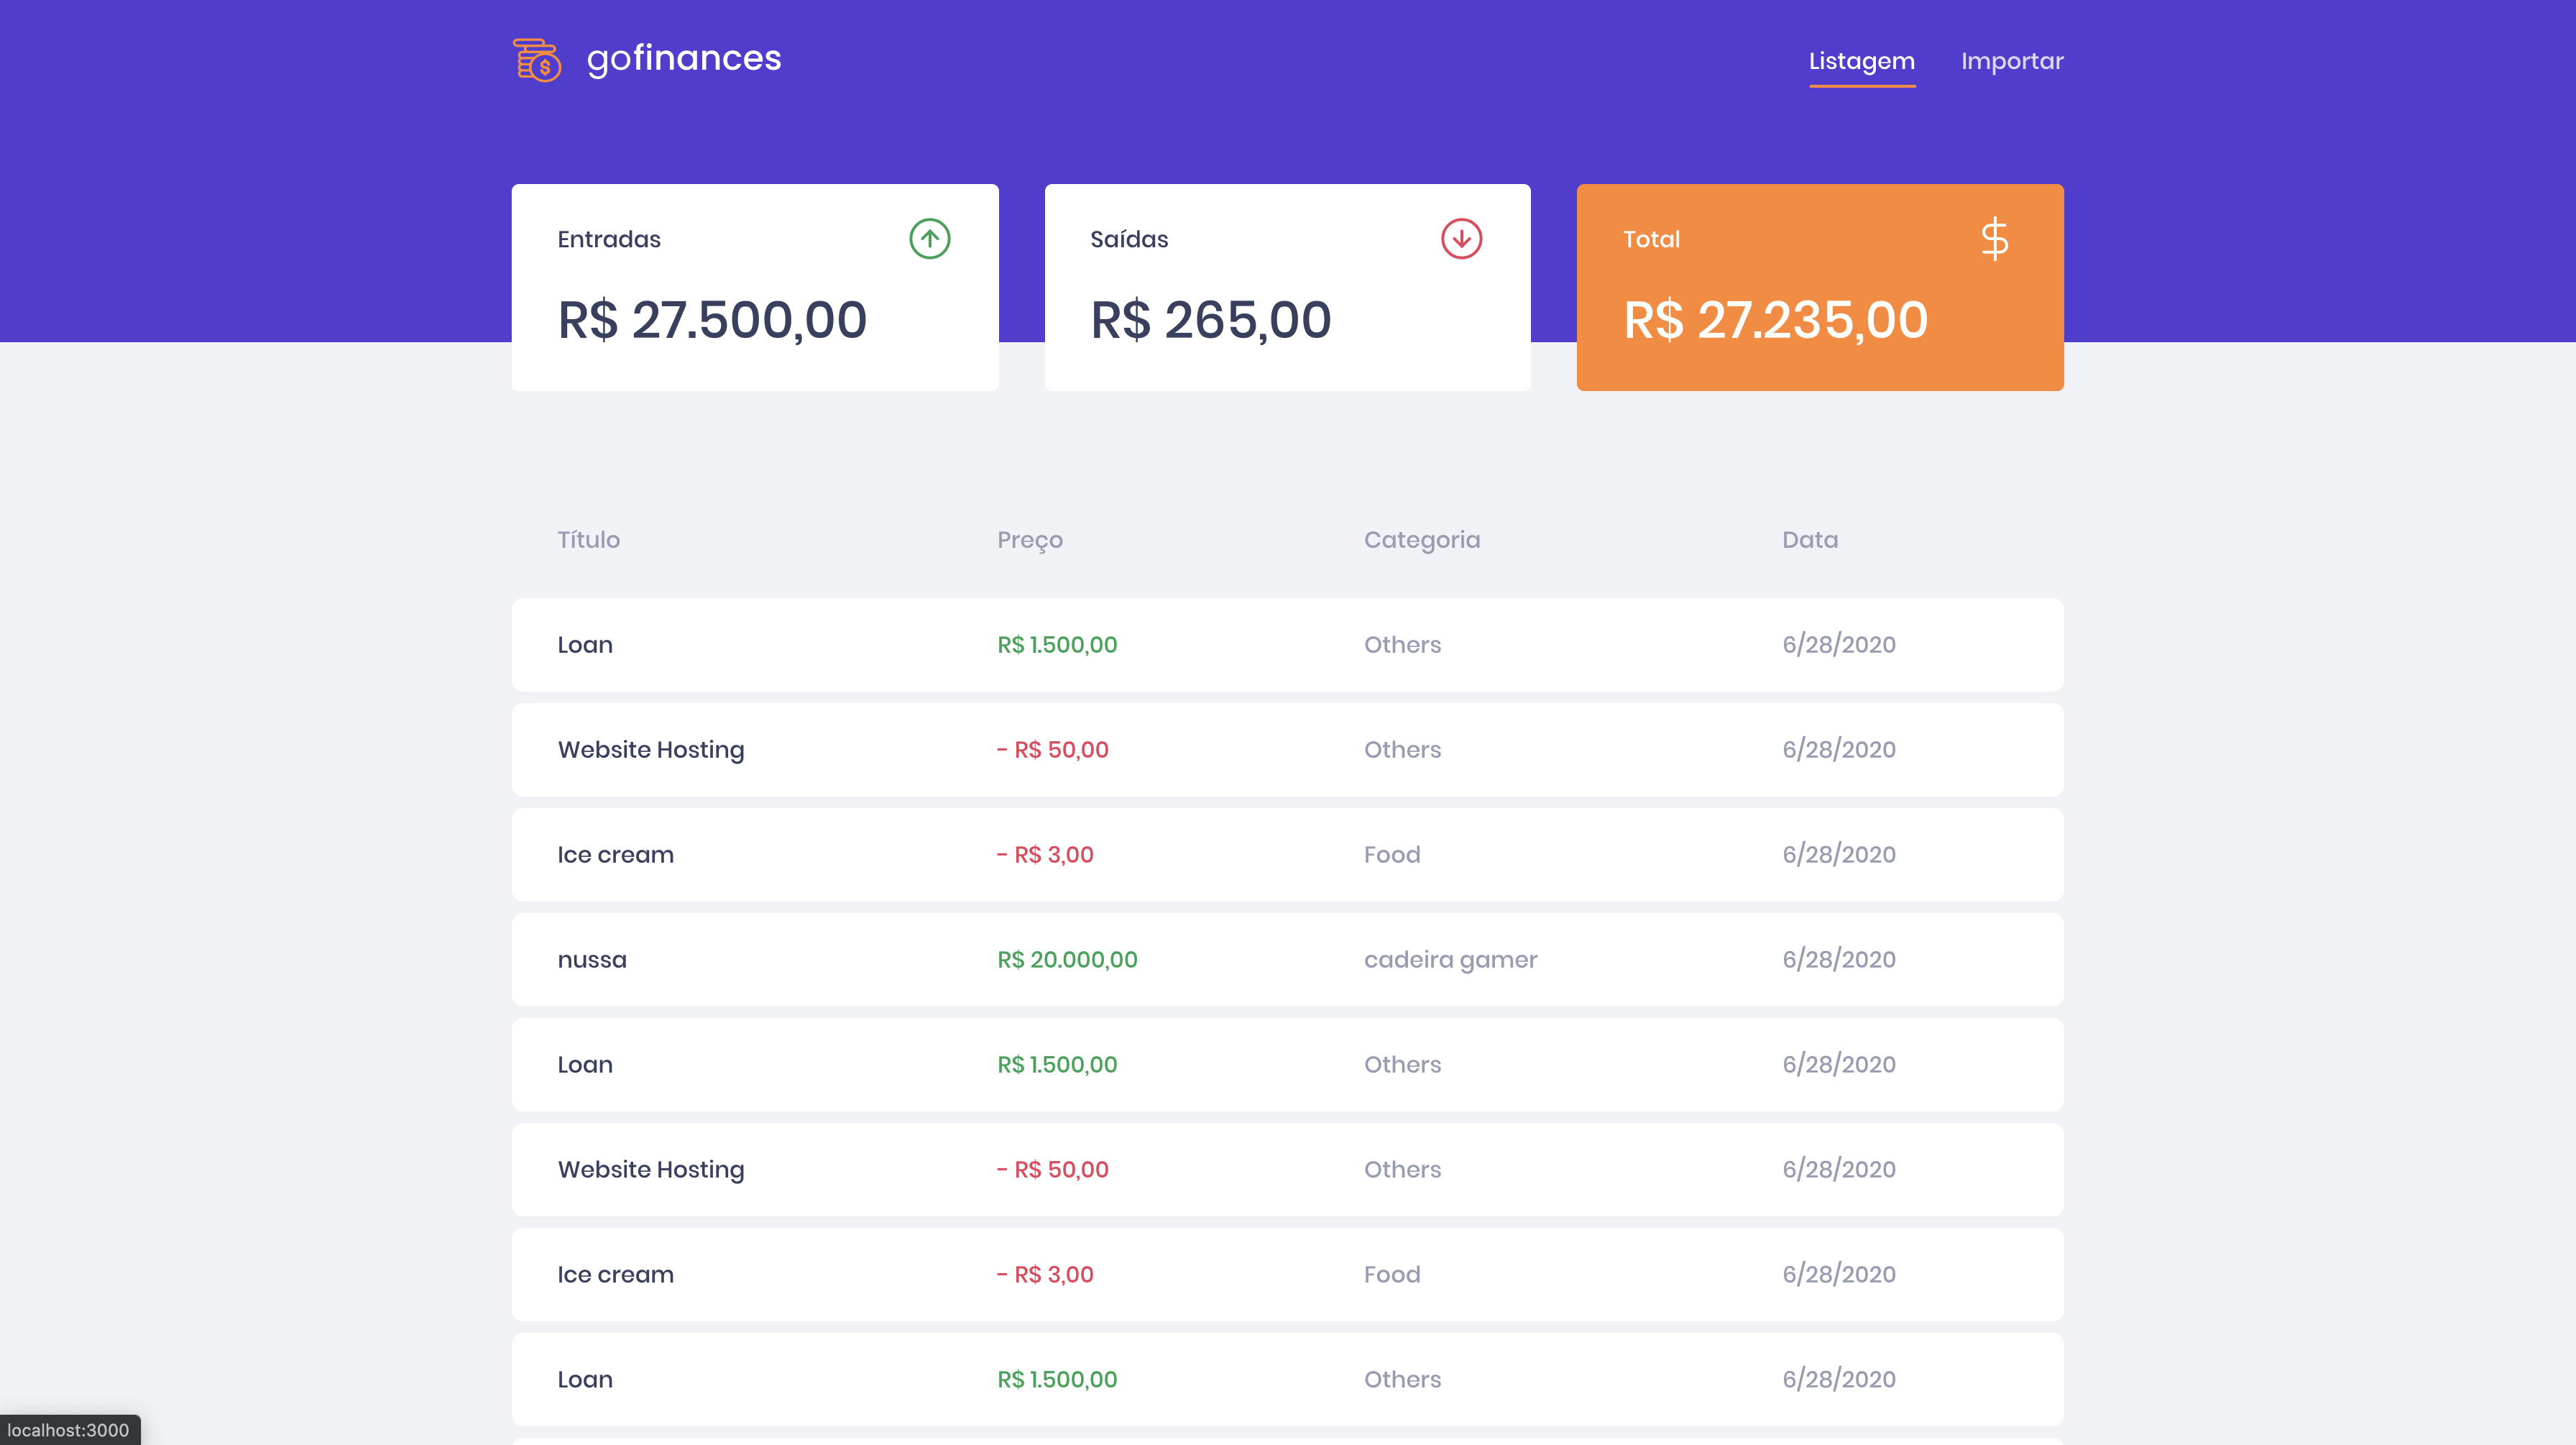 gofinances Listagem Importar
Entradas Saídas Total $
R$ 27.500,00 R$ 265,00 R$ 27.235,00
Título Preço Categoria Data
Loan R$ 1.500,00 Others 6/28/2020
Website Hosting - R$ 50,00 Others 6/28/2020
Ice cream - R$ 3,00 Food 6/28/2020
nussa R$ 20.000,00 cadeira gamer 6/28/2020
Loan R$ 1.500,00 Others 6/28/2020
Website Hosting - R$ 50,00 Others 6/28/2020
Ice cream - R$ 3,00 Food 6/28/2020
Loan R$ 1.500,00 Others 6/28/2020
localhost:3000